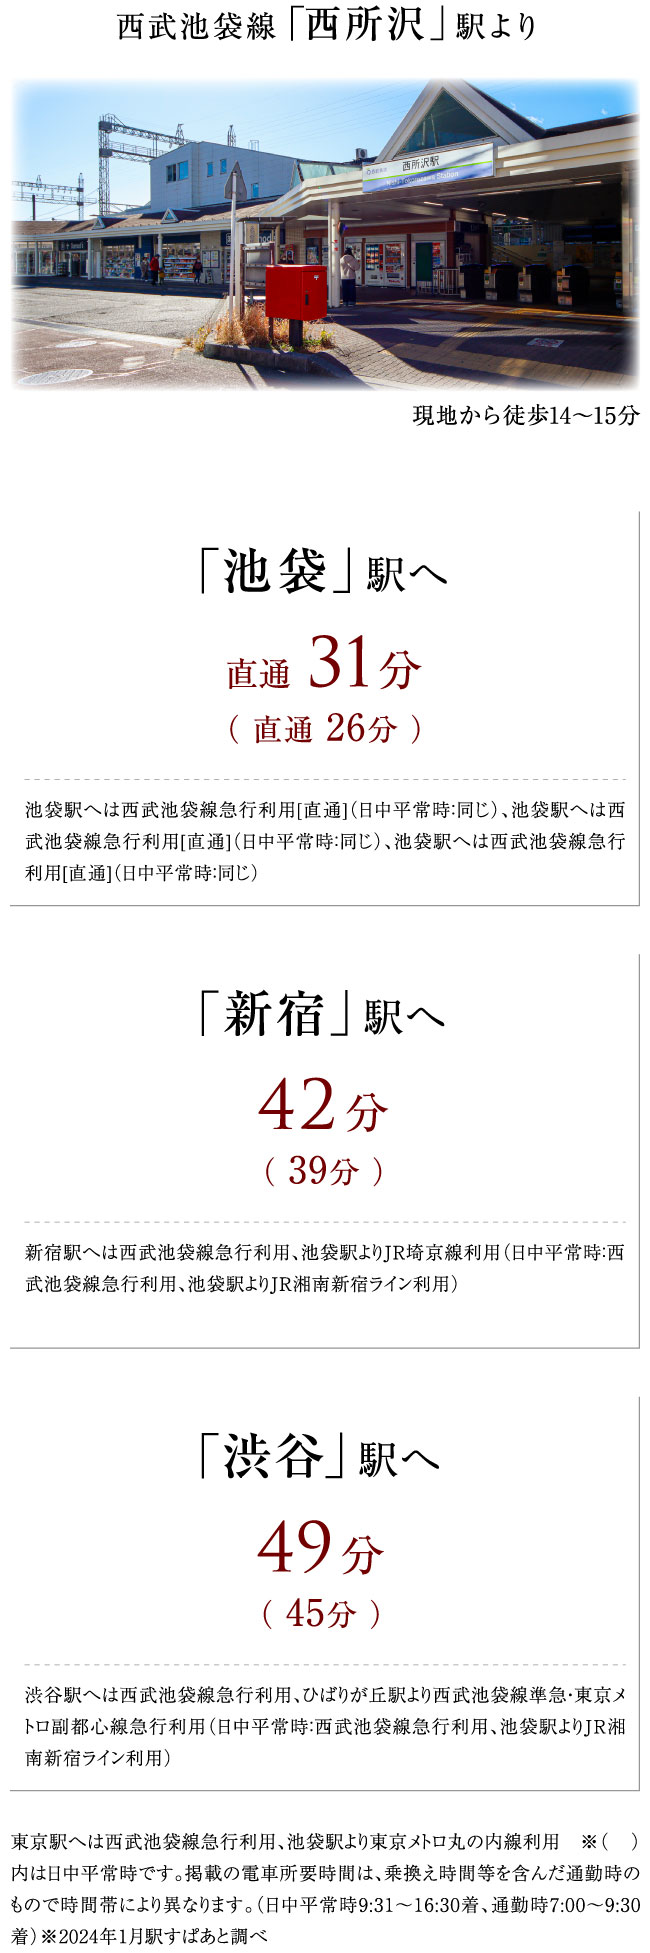 西武池袋線「西所沢」駅より
西所沢駅
Nishi-Tokorozawa Station
現地から徒歩14～15分
「池袋」駅へ
直通 31分
（ 直通 26分 ）
池袋駅へは西武池袋線急行利用[直通]（日中平常時：同じ）、池袋駅へは西
武池袋線急行利用[直通]（日中平常時：同じ）、池袋駅へは西武池袋線急行
利用[直通]（日中平常時：同じ）
「新宿」駅へ
42分
（ 39分 ）
新宿駅へは西武池袋線急行利用、池袋駅よりJR埼京線利用（日中平常時：西
武池袋線急行利用、池袋駅よりJR湘南新宿ライン利用）
「渋谷」駅へ
49分
（ 45分 ）
渋谷駅へは西武池袋線急行利用、ひばりが丘駅より西武池袋線準急・東京メ
トロ副都心線急行利用（日中平常時：西武池袋線急行利用、池袋駅よりJR湘
南新宿ライン利用）
東京駅へは西武池袋線急行利用、池袋駅より東京メトロ丸の内線利用　※（　）
内は日中平常時です。掲載の電車所要時間は、乗換え時間等を含んだ通勤時の
もので時間帯により異なります。（日中平常時9:31～16:30着、通勤時7:00～9:30
着）※2024年1月駅すぱあと調べ